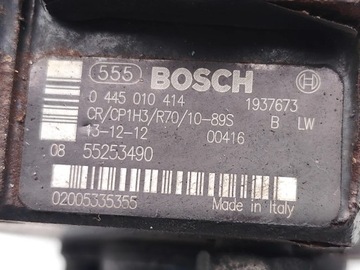 555 BOSCH
0 445 010 414 1937673
CR/CP1H3/R70/10-89S B LW
13-12-12 00416
08 55253490
02005335355 Made in Italy